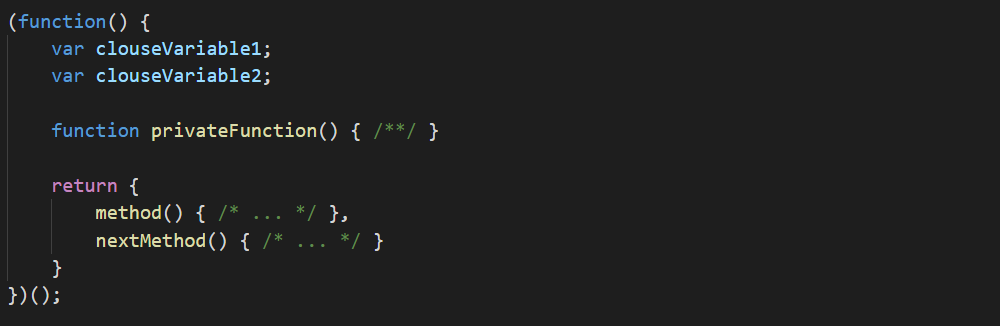 (function() {
    var clouseVariable1;
    var clouseVariable2;

    function privateFunction() { /**/ }

    return {
        method() { /* ... */ },
        nextMethod() { /* ... */ }
    }
})();